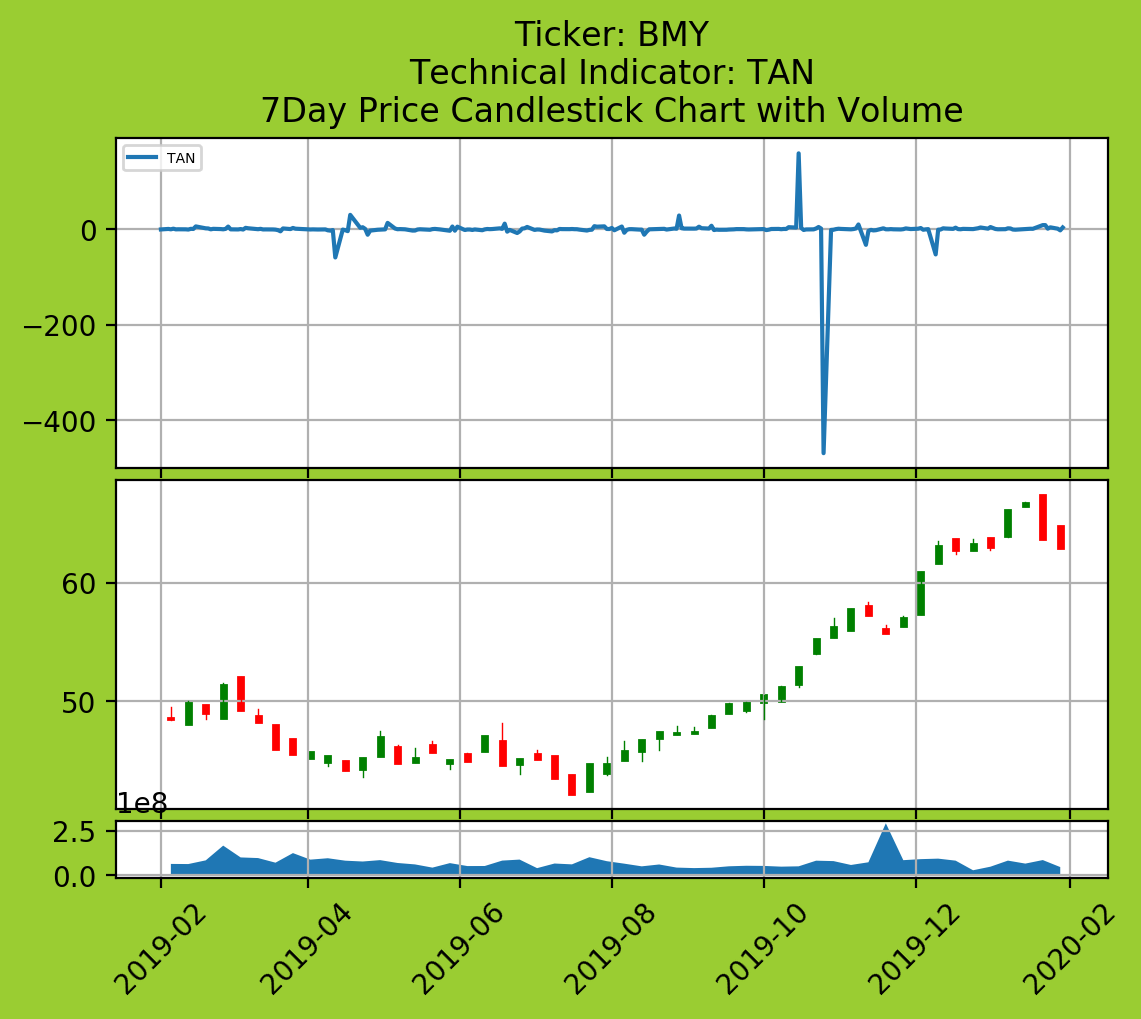 Ticker: BMY
Technical Indicator: TAN
7Day Price Candlestick Chart with Volume
TAN
0
−200
−400
60
50
1e8
2.5
0.0
2019-02
2019-04
2019-06
2019-08
2019-10
2019-12
2020-02